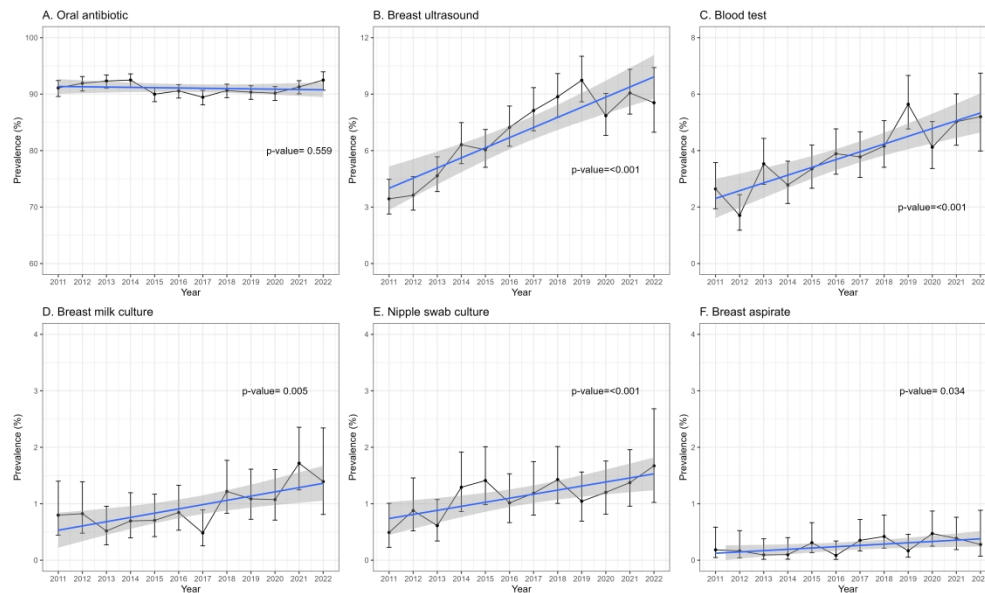 A. Oral antibiotic
100
90
80
70
60
Prevalence (%)
p-value= 0.559
2011 2012 2013 2014 2015 2016 2017 2018 2019 2020 2021 2022
Year
B. Breast ultrasound
12
9
6
3
0
Prevalence (%)
p-value=<0.001
2011 2012 2013 2014 2015 2016 2017 2018 2019 2020 2021 2022
Year
C. Blood test
8
6
4
2
0
Prevalence (%)
p-value=<0.001
2011 2012 2013 2014 2015 2016 2017 2018 2019 2020 2021
Year
D. Breast milk culture
4
3
2
1
0
Prevalence (%)
p-value= 0.005
2011 2012 2013 2014 2015 2016 2017 2018 2019 2020 2021 2022
Year
E. Nipple swab culture
4
3
2
1
0
Prevalence (%)
p-value=<0.001
2011 2012 2013 2014 2015 2016 2017 2018 2019 2020 2021 2022
Year
F. Breast aspirate
4
3
2
1
0
Prevalence (%)
p-value= 0.034
2011 2012 2013 2014 2015 2016 2017 2018 2019 2020 2021
Year